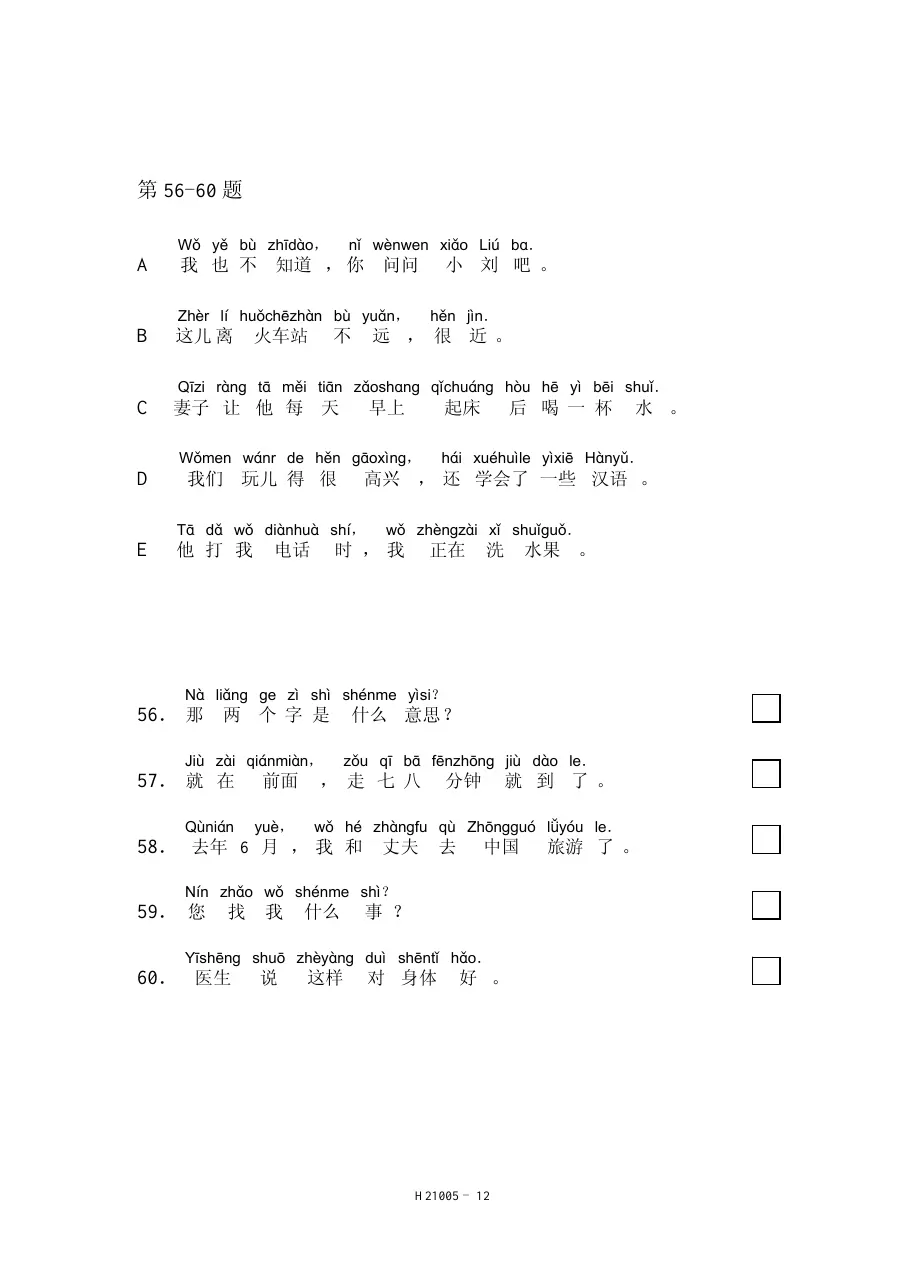 第 56-60 题
Wǒ yě bù zhīdào, nǐ wènwen xiǎo Liú ba.
A 我 也 不 知道 ，你 问问 小 刘 吧 。
Zhèr lí huǒchēzhàn bù yuǎn, hěn jìn.
B 这儿 离 火车站 不 远 ， 很 近 。
Qīzi ràng tā měi tiān zǎoshang qǐchuáng hòu hē yì bēi shuǐ.
C 妻子 让 他 每 天 早上 起床 后 喝 一 杯 水 。
Wǒmen wánr de hěn gāoxìng, hái xuéhuìle yìxiē Hànyǔ.
D 我们 玩儿 得 很 高兴 ，还 学会了 一些 汉语 。
Tā dǎ wǒ diànhuà shí, wǒ zhèngzài xǐ shuǐguǒ.
E 他 打 我 电话 时 ，我 正在 洗 水果 。
Nà liǎng ge zì shì shénme yìsi?
56. 那 两 个 字 是 什么 意思？
Jiù zài qiánmiàn, zǒu qī bā fēnzhōng jiù dào le.
57. 就 在 前面 ，走 七 八 分钟 就 到 了 。
Qùnián yuè, wǒ hé zhàngfu qù Zhōngguó lǚyóu le.
58. 去年 6 月 ，我 和 丈夫 去 中国 旅游 了 。
Nín zhǎo wǒ shénme shì?
59. 您 找 我 什么 事 ？
Yīshēng shuō zhèyàng duì shēntǐ hǎo.
60. 医生 说 这样 对 身体 好 。
H21005 - 12